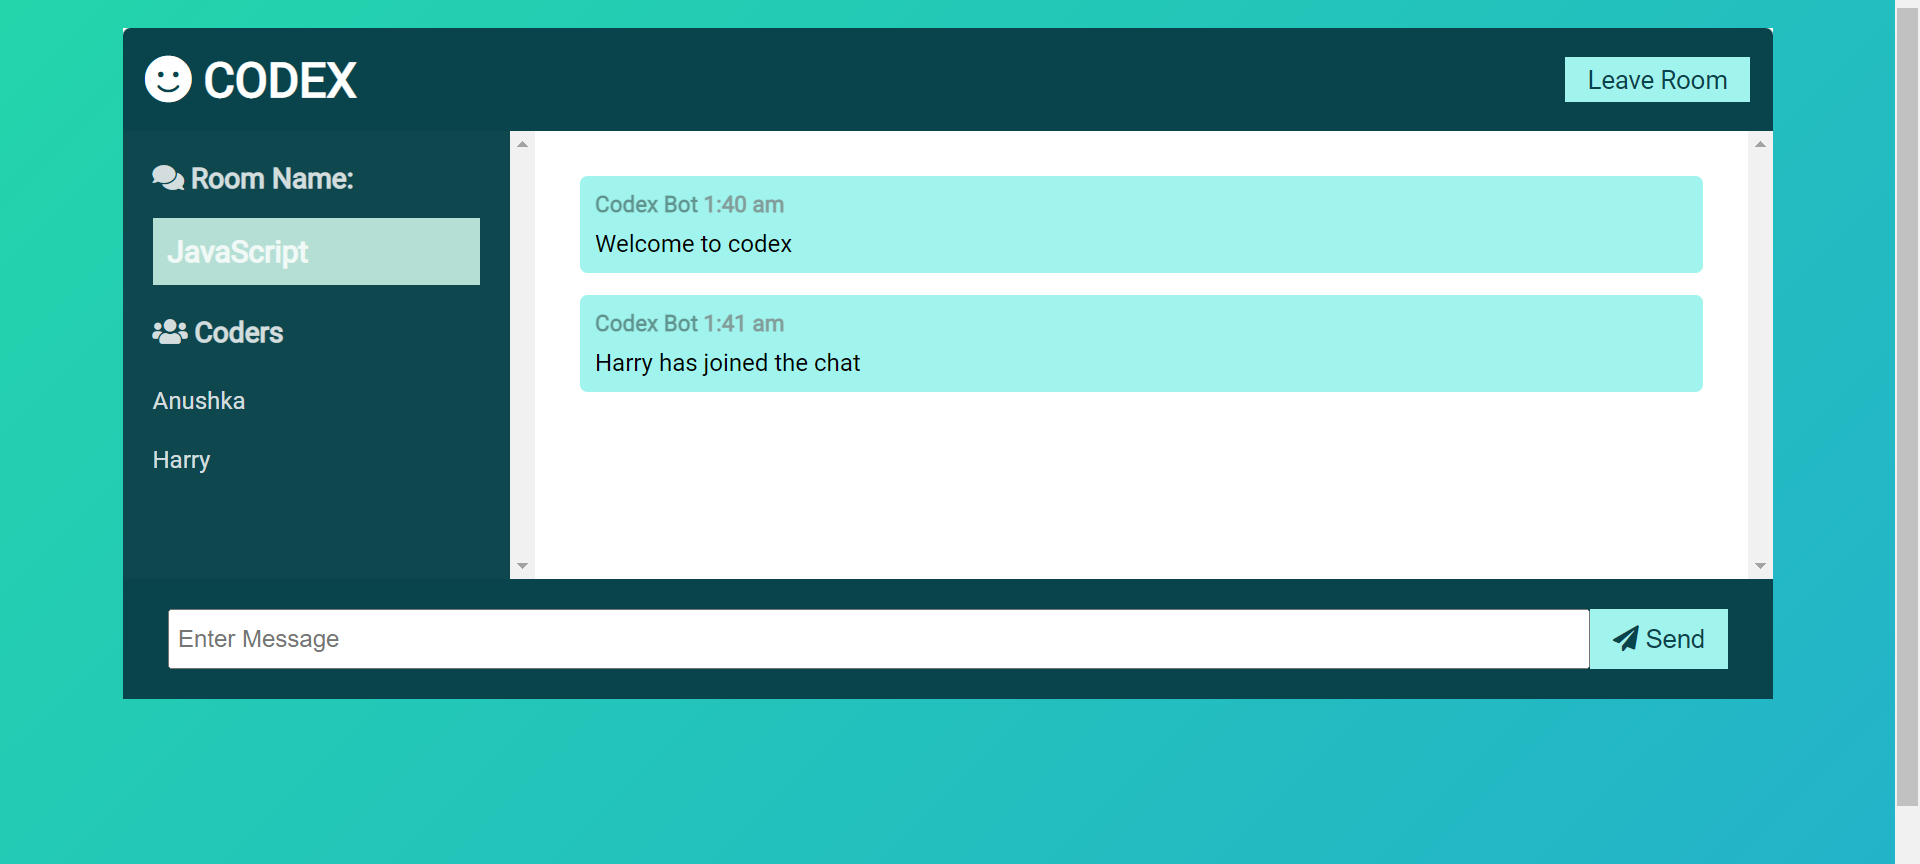 CODEX
Leave Room
Room Name:
JavaScript
Coders
Anushka
Harry
Codex Bot 1:40 am
Welcome to codex
Codex Bot 1:41 am
Harry has joined the chat
Enter Message
Send